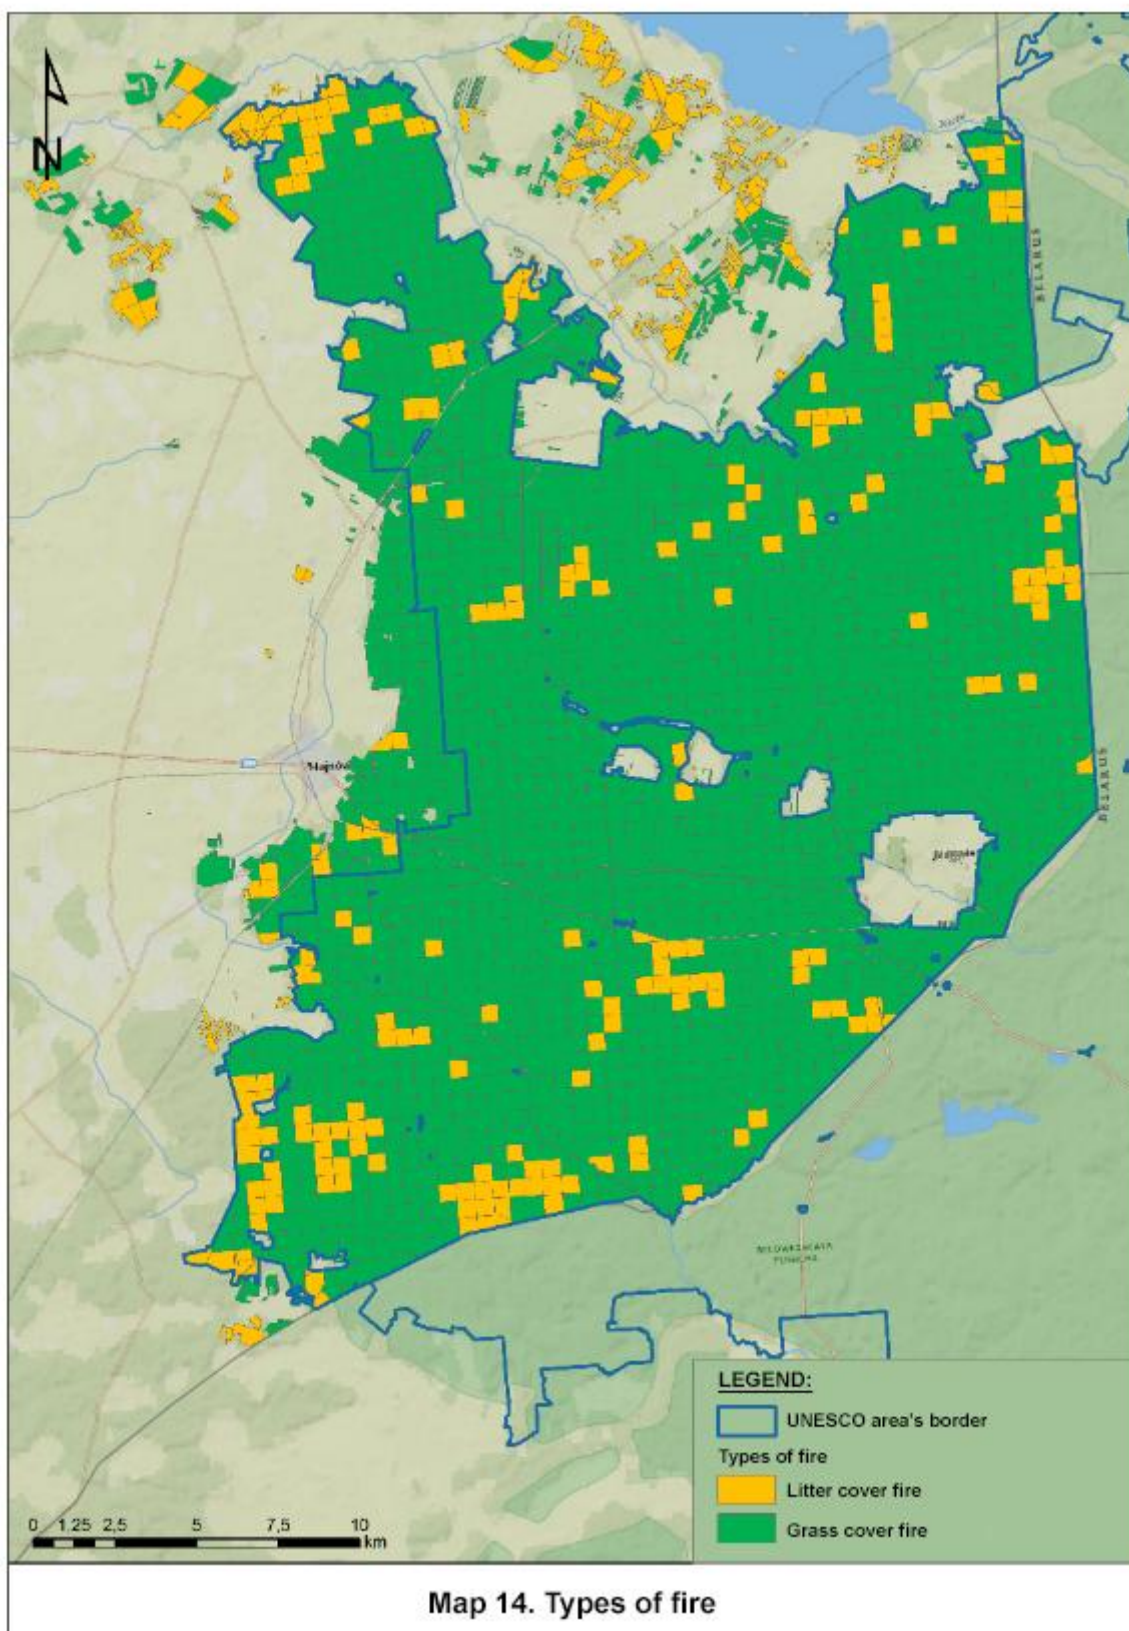 N
BELARUS
BELARUS
LEGEND:
UNESCO area's border
Types of fire
Litter cover fire
Grass cover fire
0 1.25 2,5 5 7,5 10
km
Map 14. Types of fire